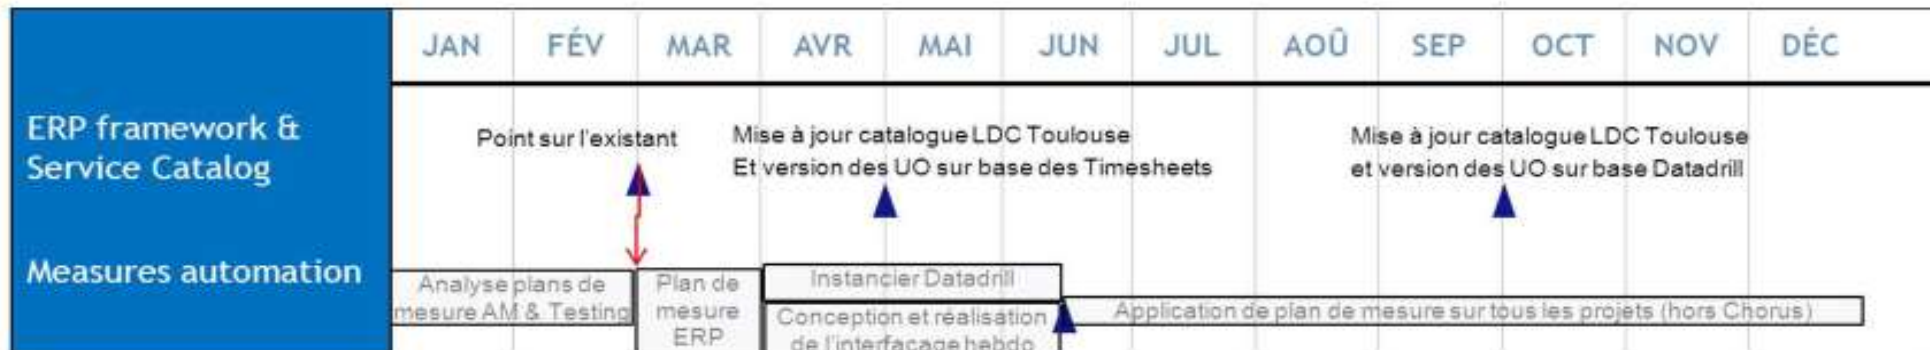 JAN FÉV MAR AVR MAI JUN JUL AOÛ SEP OCT NOV DÉC
ERP framework &
Service Catalog
Point sur l'existant
Mise à jour catalogue LDC Toulouse
Et version des UO sur base des Timesheets
Mise à jour catalogue LDC Toulouse
et version des UO sur base Datadrill
Measures automation
Analyse plans de
mesure AM & Testing
Plan de
mesure
ERP
Instancier Datadrill
Conception et réalisation
de l'interfaçage hebdo
Application de plan de mesure sur tous les projets (hors Chorus)